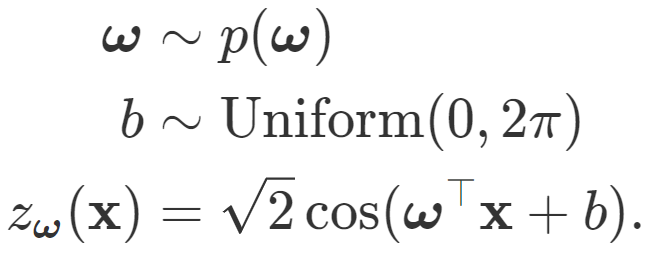 𝝎 ∼ p(𝝎)
b ∼ Uniform(0, 2π)
z_𝝎(𝐱) = √2 cos(𝝎^⊤ 𝐱 + b).